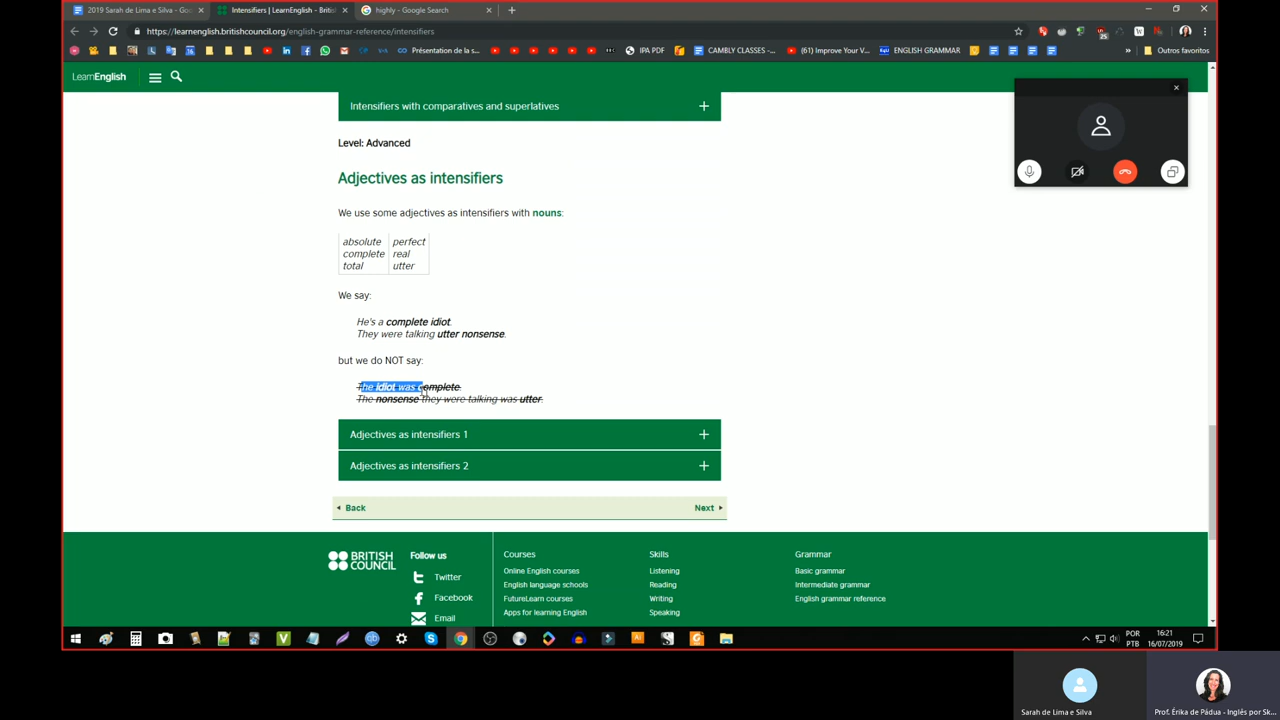 2019 Sarah de Lima e Silva - Goo
Intensifiers | LearnEnglish - Britis
highly - Google Search
https://learnenglish.britishcouncil.org/english-grammar-reference/intensifiers
Présentation de la s...
IPA PDF
CAMBLY CLASSES -...
(61) Improve Your V...
ENGLISH GRAMMAR
Outros favoritos
LearnEnglish
Intensifiers with comparatives and superlatives
Level: Advanced
Adjectives as intensifiers
We use some adjectives as intensifiers with nouns:
absolute perfect
complete real
total utter
We say:
He's a complete idiot.
They were talking utter nonsense.
but we do NOT say:
The idiot was complete.
The nonsense they were talking was utter.
Adjectives as intensifiers 1
Adjectives as intensifiers 2
Back
Next
BRITISH
COUNCIL
Follow us
Twitter
Facebook
Email
Courses
Online English courses
English language schools
FutureLearn courses
Apps for learning English
Skills
Listening
Reading
Writing
Speaking
Grammar
Basic grammar
Intermediate grammar
English grammar reference
POR
PTB
16:21
16/07/2019
Sarah de Lima e Silva
Prof. Érika de Pádua - Inglês por Sk...